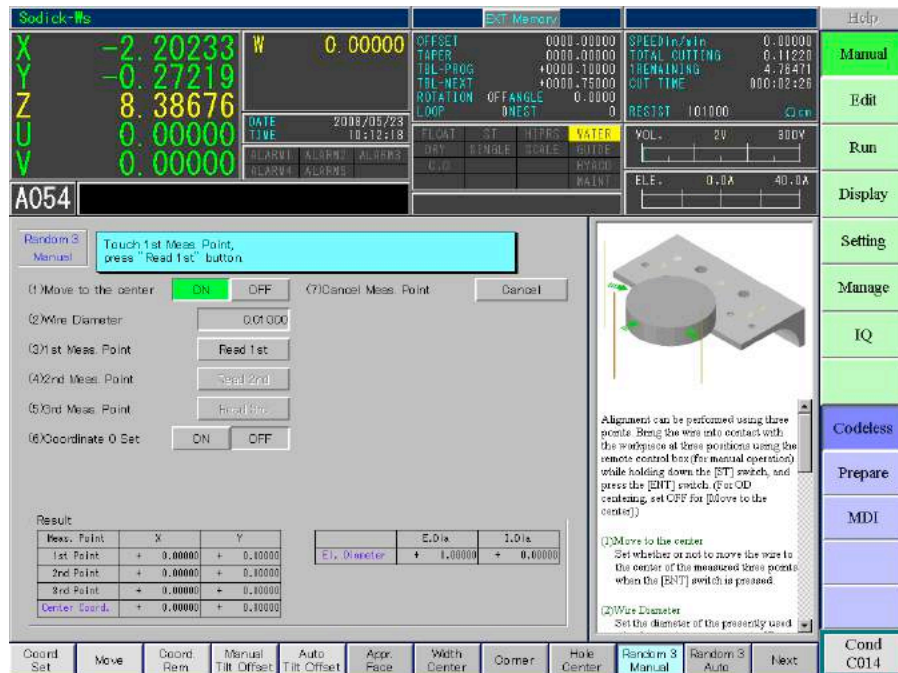 Sodick-Ws
EXT Memory
Help
X -2. 20233
Y -0. 27219
Z 8. 38676
U 0. 00000
V 0. 00000
W 0. 00000
DATE 2008/05/23
TIME 10:12:18
ALARM1 ALARM2 ALARM3
ALARM4 ALARM5
OFFSET 0000.00000
TAPER 0000.00000
TBL-PROG +0000.10000
TBL-NEXT +0000.75000
ROTATION OFF ANGLE 0.0000
LOOP 0 NEST 0
FLOAT ST HTPRS WATER
DRY SINGLE SCALE GUIDE
MAINT
SPEEDin/min 0.00000
TOTAL CUTTING 0.11220
1REMAINING 4.78471
CUT TIME 000:02:26
RESIST 101000 Ωcm
VOL. 2V 300V
ELE. 0.0A 40.0A
A054
Manual
Edit
Run
Display
Setting
Manage
IQ
Codeless
Prepare
MDI
Random 3
Manual
Touch 1st Meas. Point,
press "Read 1st" button.
(1)Move to the center ON OFF
(7)Cancel Meas. Point Cancel
(2)Wire Diameter 0.01000
(3)1st Meas. Point Read 1st
(4)2nd Meas. Point Read 2nd
(5)3rd Meas. Point Read 3rd
(6)Coordinate 0 Set ON OFF
Result
Meas. Point X Y
1st Point + 0.00000 + 0.00000
2nd Point + 0.00000 + 0.00000
3rd Point + 0.00000 + 0.00000
Center Coord. + 0.00000 + 0.00000
E.Dia I.Dia
El. Diameter + 1.00000 + 0.00000
Alignment can be performed using three
points. Bring the wire into contact with
the workpiece at three positions using the
remote control box (for manual operation)
while holding down the [ST] switch, and
press the [ENT] switch. (For OD
centering, set OFF for [Move to the
center])
(1)Move to the center
Set whether or not to move the wire to
the center of the measured three points
when the [ENT] switch is pressed.
(2)Wire Diameter
Set the diameter of the presently used
Coord. Set
Move
Coord. Rem
Manual Tilt Offset
Auto Tilt Offset
Appr. Face
Width Center
Corner
Hole Center
Random 3 Manual
Random 3 Auto
Next
Cond
C014